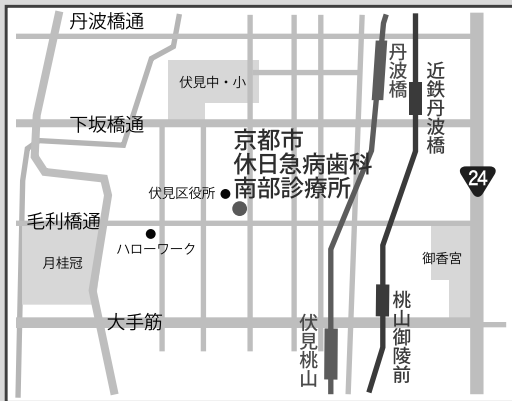 丹波橋通
伏見中・小
丹波橋
近鉄丹波橋
下坂橋通
京都市
休日急病歯科
南部診療所
伏見区役所
24
毛利橋通
ハローワーク
月桂冠
御香宮
大手筋
伏見桃山
桃山御陵前